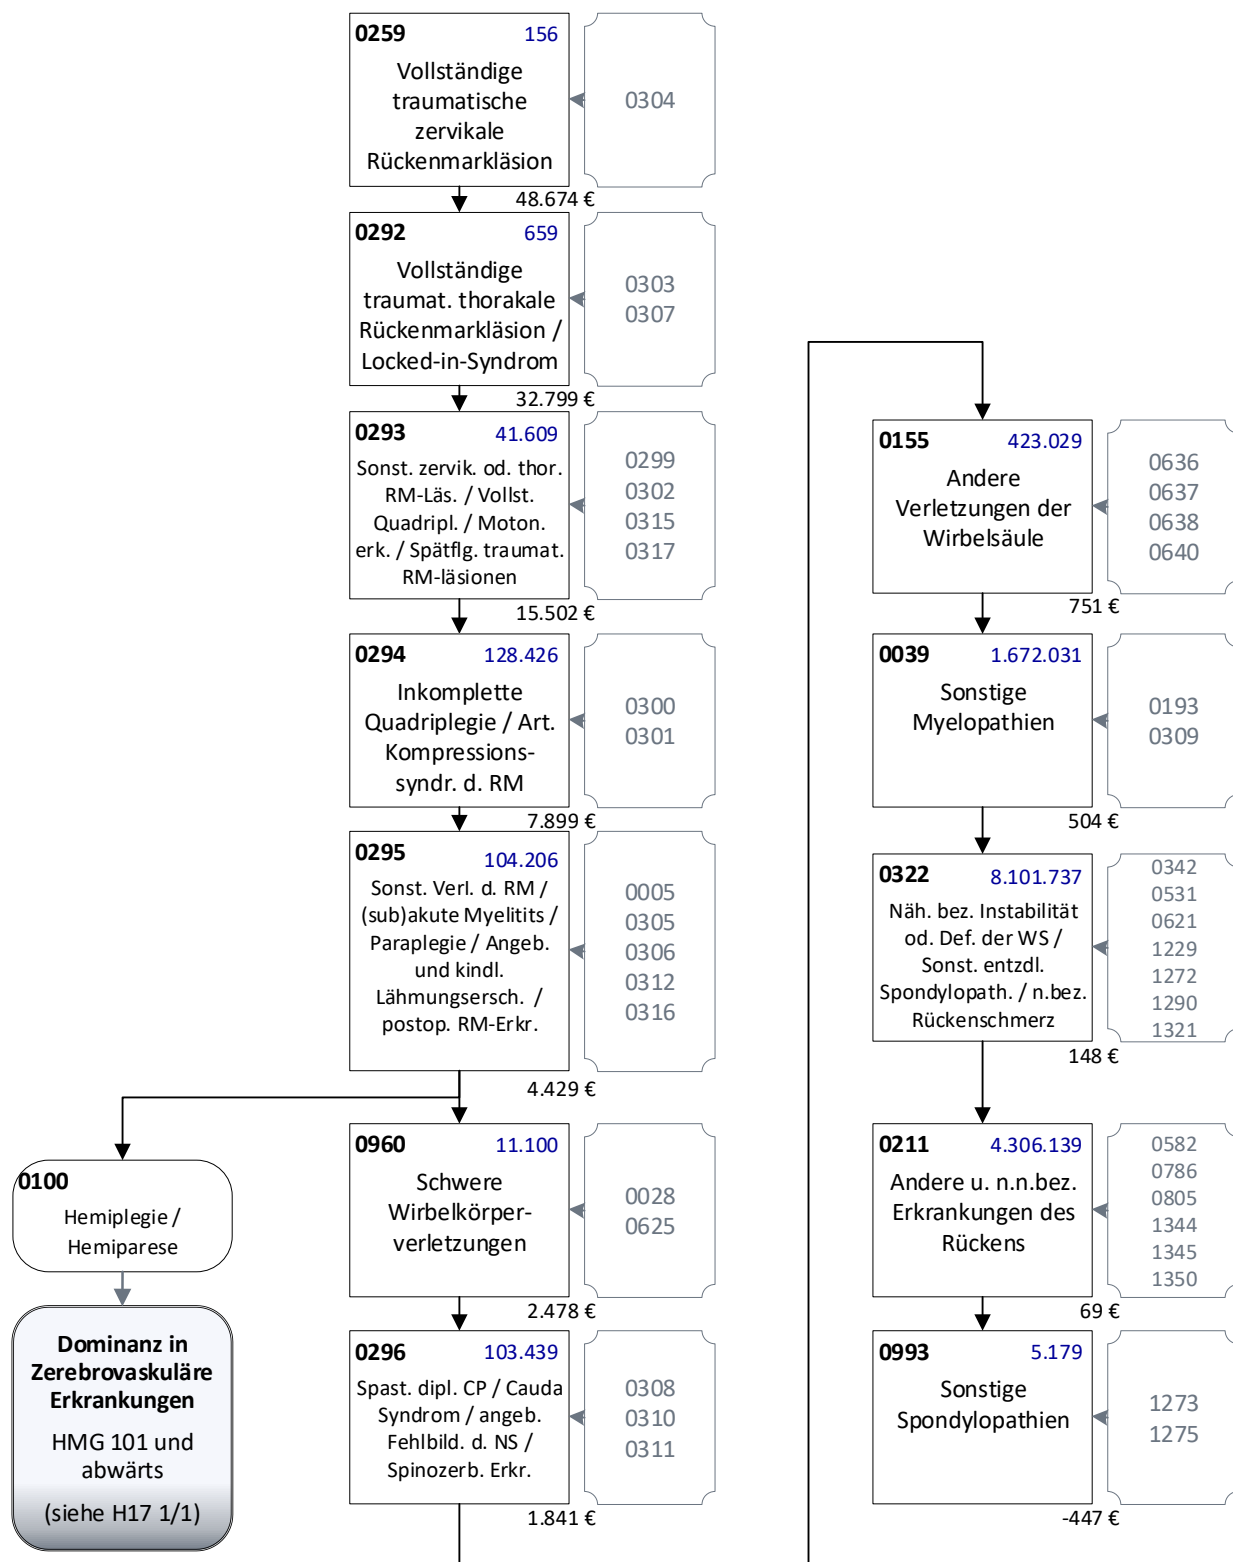 0259 156
Vollständige
traumatische
zervikale
Rückenmarkläsion
0304
48.674 €
0292 659
Vollständige
traumat. thorakale
Rückenmarkläsion /
Locked-in-Syndrom
0303
0307
32.799 €
0293 41.609
Sonst. zervik. od. thor.
RM-Läs. / Vollst.
Quadripl. / Moton.
erk. / Spätflg. traumat.
RM-läsionen
0299
0302
0315
0317
15.502 €
0294 128.426
Inkomplette
Quadriplegie / Art.
Kompressions-
syndr. d. RM
0300
0301
7.899 €
0295 104.206
Sonst. Verl. d. RM /
(sub)akute Myelitits /
Paraplegie / Angeb.
und kindl.
Lähmungsersch. /
postop. RM-Erkr.
0005
0305
0306
0312
0316
4.429 €
0100
Hemiplegie /
Hemiparese
Dominanz in
Zerebrovaskuläre
Erkrankungen
HMG 101 und
abwärts
(siehe H17 1/1)
0960 11.100
Schwere
Wirbelkörper-
verletzungen
0028
0625
2.478 €
0296 103.439
Spast. dipl. CP / Cauda
Syndrom / angeb.
Fehlbild. d. NS /
Spinozerb. Erkr.
0308
0310
0311
1.841 €
0155 423.029
Andere
Verletzungen der
Wirbelsäule
0636
0637
0638
0640
751 €
0039 1.672.031
Sonstige
Myelopathien
0193
0309
504 €
0322 8.101.737
Näh. bez. Instabilität
od. Def. der WS /
Sonst. entzdl.
Spondylopath. / n.bez.
Rückenschmerz
0342
0531
0621
1229
1272
1290
1321
148 €
0211 4.306.139
Andere u. n.n.bez.
Erkrankungen des
Rückens
0582
0786
0805
1344
1345
1350
69 €
0993 5.179
Sonstige
Spondylopathien
1273
1275
-447 €